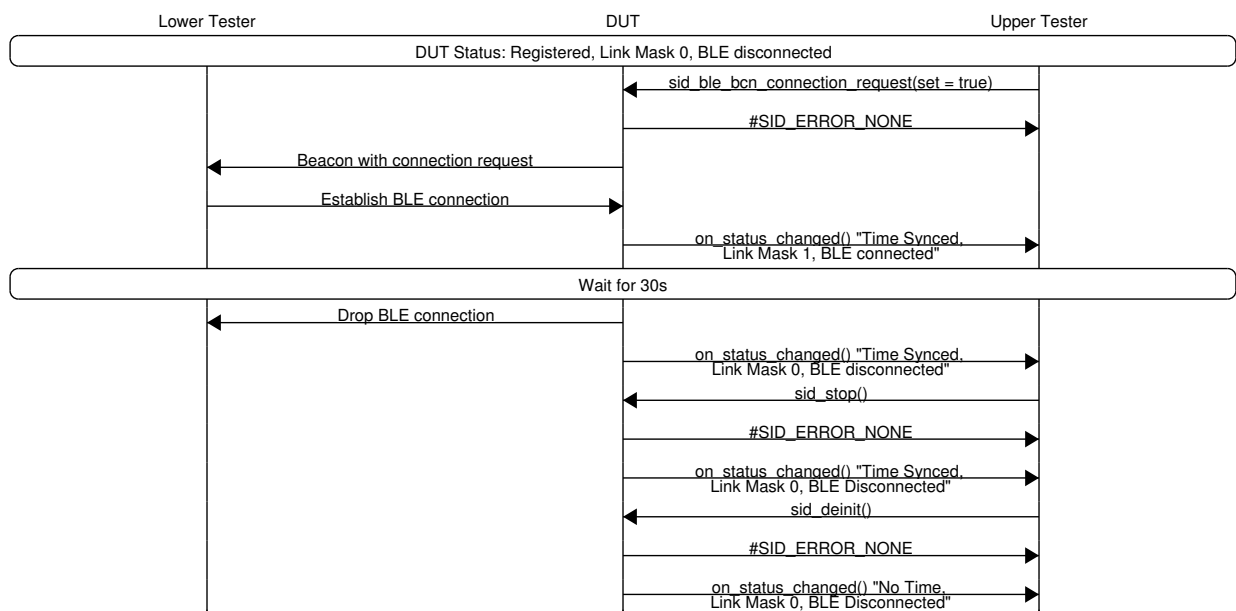 Lower Tester DUT Upper Tester
DUT Status: Registered, Link Mask 0, BLE disconnected
sid_ble_bcn_connection_request(set = true)
#SID_ERROR_NONE
Beacon with connection request
Establish BLE connection
on_status_changed() "Time Synced,
Link Mask 1, BLE connected"
Wait for 30s
Drop BLE connection
on_status_changed() "Time Synced,
Link Mask 0, BLE disconnected"
sid_stop()
#SID_ERROR_NONE
on_status_changed() "Time Synced,
Link Mask 0, BLE Disconnected"
sid_deinit()
#SID_ERROR_NONE
on_status_changed() "No Time,
Link Mask 0, BLE Disconnected"